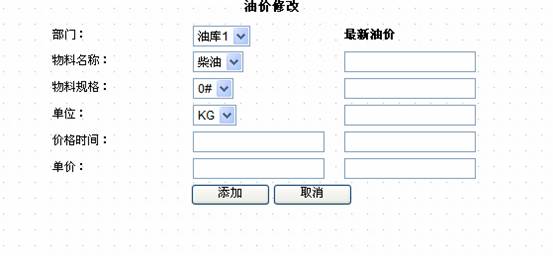 油价修改
部门： 油库1 最新油价
物料名称： 柴油
物料规格： 0#
单位： KG
价格时间：
单价：
添加 取消